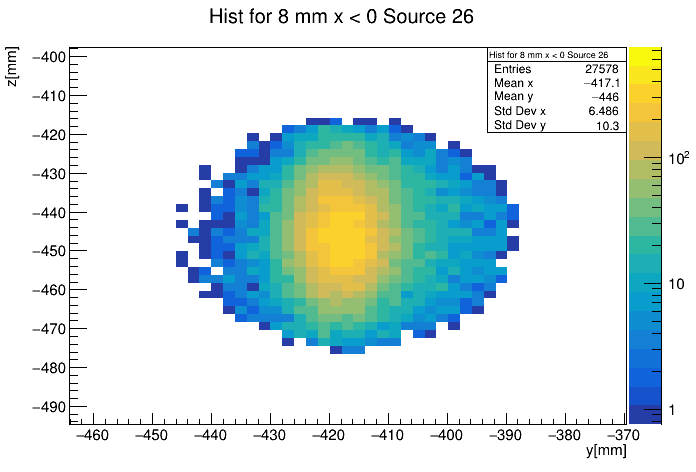 Hist for 8 mm x < 0 Source 26
z[mm]
Hist for 8 mm x < 0 Source 26
Entries 27578
Mean x −417.1
Mean y −446
Std Dev x 6.486
Std Dev y 10.3
−400
−410
−420
−430
−440
−450
−460
−470
−480
−490
10²
10
1
−460 −450 −440 −430 −420 −410 −400 −390 −380 −370
y[mm]